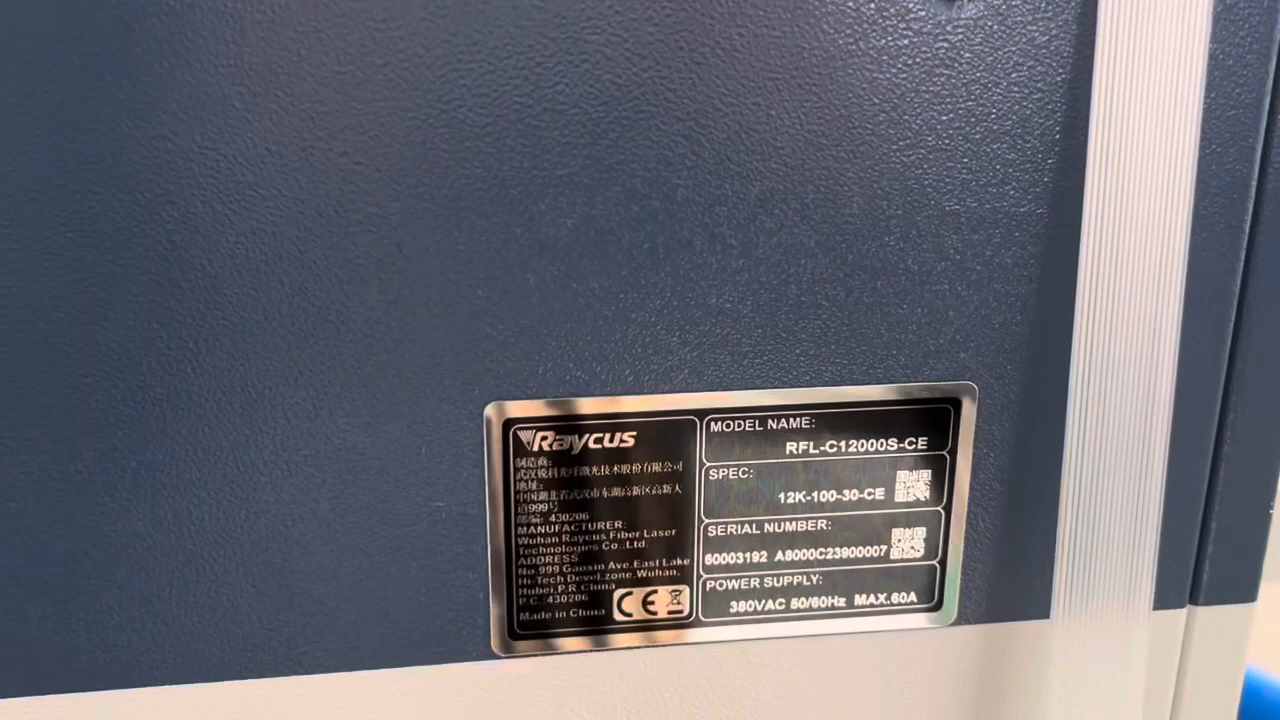 Raycus
制造商:
武汉锐科光纤激光技术股份有限公司
地址:
中国湖北省武汉市东湖高新区高新大
道999号
邮编: 430206
MANUFACTURER:
Wuhan Raycus Fiber Laser
Technologies Co.,Ltd.
ADDRESS
No.999 Gaoxin Ave.East Lake
Hi-Tech Devel.zone.Wuhan,
Hubei,P.R.China
P.C.:430206
Made in China
CE
MODEL NAME:
RFL-C12000S-CE
SPEC:
12K-100-30-CE
SERIAL NUMBER:
60003192 A8000C23900007
POWER SUPPLY:
380VAC 50/60Hz MAX.60A